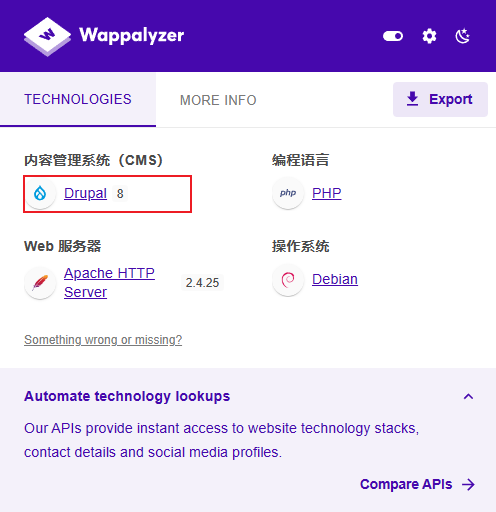 Wappalyzer
TECHNOLOGIES
MORE INFO
Export
内容管理系统（CMS）
Drupal 8
编程语言
php PHP
Web 服务器
Apache HTTP
Server
2.4.25
操作系统
Debian
Something wrong or missing?
Automate technology lookups
Our APIs provide instant access to website technology stacks,
contact details and social media profiles.
Compare APIs